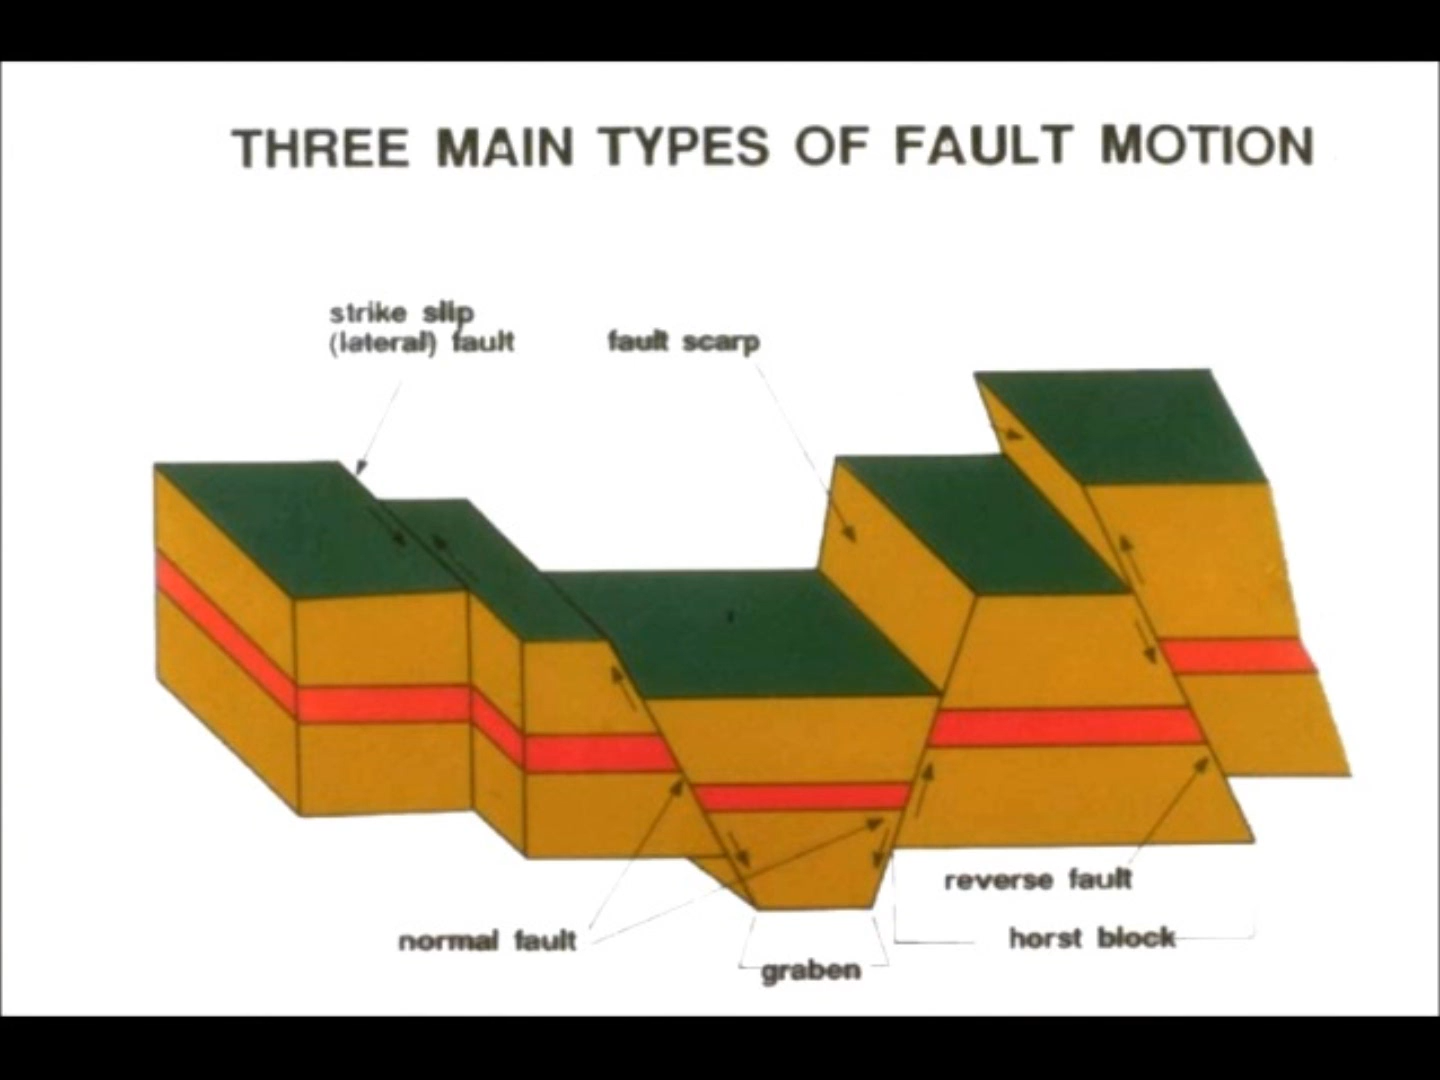 THREE MAIN TYPES OF FAULT MOTION
strike slip
(lateral) fault
fault scarp
reverse fault
normal fault
horst block
graben